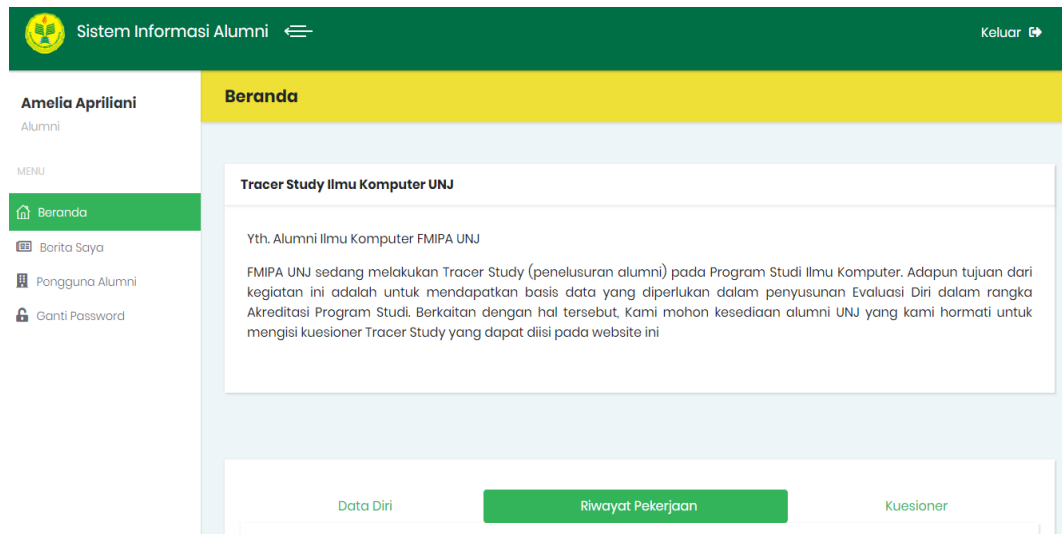 Sistem Informasi Alumni
Keluar
Amelia Apriliani
Alumni
MENU
Beranda
Borita Saya
Pongguna Alumni
Ganti Password
Beranda
Tracer Study Ilmu Komputer UNJ
Yth. Alumni Ilmu Komputer FMIPA UNJ
FMIPA UNJ sedang melakukan Tracer Study (penelusuran alumni) pada Program Studi Ilmu Komputer. Adapun tujuan dari
kegiatan ini adalah untuk mendapatkan basis data yang diperlukan dalam penyusunan Evaluasi Diri dalam rangka
Akreditasi Program Studi. Berkaitan dengan hal tersebut, Kami mohon kesediaan alumni UNJ yang kami hormati untuk
mengisi kuesioner Tracer Study yang dapat diisi pada website ini
Data Diri
Riwayat Pekerjaan
Kuesioner